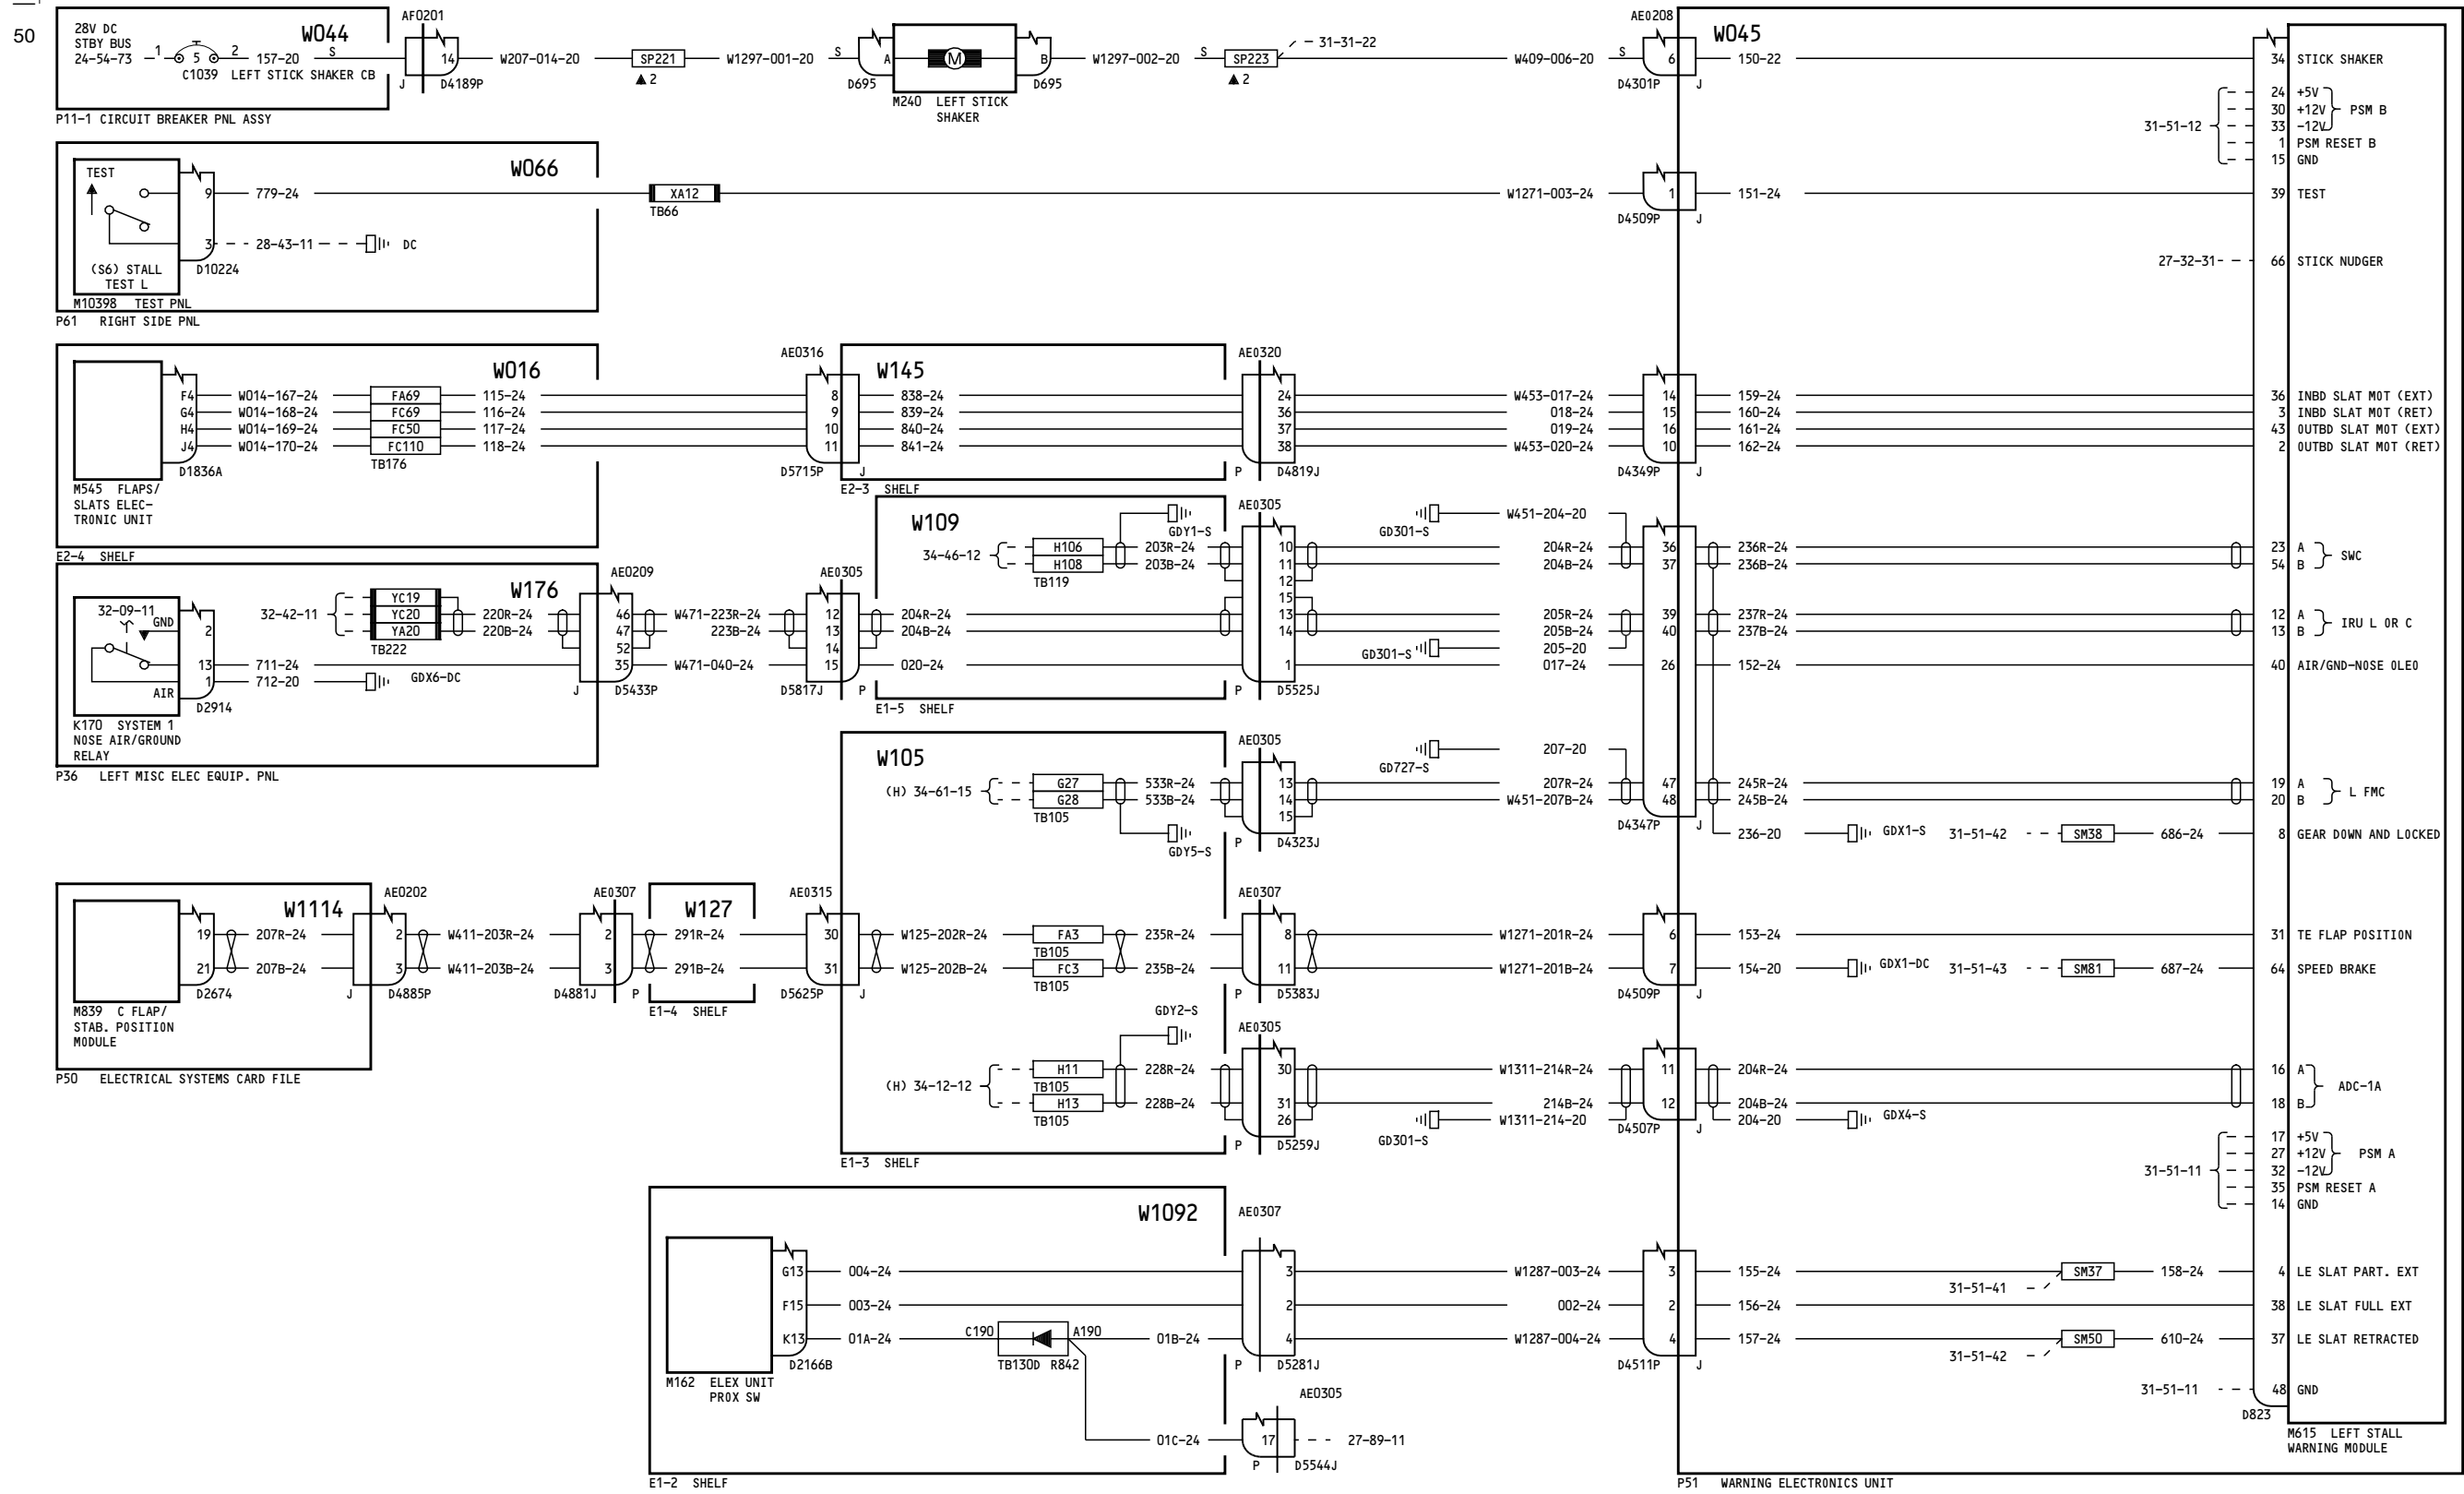 50
28V DC
STBY BUS
24-54-73
1
5
2
157-20
S
C1039 LEFT STICK SHAKER CB
W044
P11-1 CIRCUIT BREAKER PNL ASSY
AF0201
14
J
D4189P
W207-014-20
SP221
▲ 2
W1297-001-20
S
A
D695
M
M240 LEFT STICK
SHAKER
B
D695
W1297-002-20
S
SP223
▲ 2
31-31-22
W409-006-20
S
AE0208
6
D4301P
J
W045
150-22
34 STICK SHAKER
31-51-12
24 +5V
30 +12V
33 -12V
PSM B
1 PSM RESET B
15 GND
TEST
(S6) STALL
TEST L
M10398 TEST PNL
P61 RIGHT SIDE PNL
W066
9
779-24
3
28-43-11
DC
D10224
XA12
TB66
W1271-003-24
1
D4509P
J
151-24
39 TEST
27-32-31
66 STICK NUDGER
W016
F4 W014-167-24 FA69 115-24
G4 W014-168-24 FC69 116-24
H4 W014-169-24 FC50 117-24
J4 W014-170-24 FC110 118-24
D1836A
TB176
M545 FLAPS/
SLATS ELEC-
TRONIC UNIT
E2-4 SHELF
AE0316
8
9
10
11
D5715P
J
W145
838-24
839-24
840-24
841-24
E2-3 SHELF
AE0320
24
36
37
38
P
D4819J
W453-017-24
018-24
019-24
W453-020-24
14
15
16
10
D4349P
J
159-24
160-24
161-24
162-24
36 INBD SLAT MOT (EXT)
3 INBD SLAT MOT (RET)
43 OUTBD SLAT MOT (EXT)
2 OUTBD SLAT MOT (RET)
W109
34-46-12
H106
H108
TB119
GDY1-S
203R-24
203B-24
AE0305
10
11
12
15
13
14
1
P
D5525J
E1-5 SHELF
GD301-S
W451-204-20
204R-24
204B-24
205R-24
205B-24
GD301-S
205-20
017-24
36
37
39
40
26
236R-24
236B-24
237R-24
237B-24
152-24
23 A
54 B
SWC
12 A
13 B
IRU L OR C
40 AIR/GND-NOSE OLEO
W176
32-09-11
GND
AIR
2
13
1
D2914
711-24
712-20
GDX6-DC
K170 SYSTEM 1
NOSE AIR/GROUND
RELAY
P36 LEFT MISC ELEC EQUIP. PNL
32-42-11
YC19
YC20
YA20
TB222
220R-24
220B-24
AE0209
46
47
52
35
J
D5433P
W471-223R-24
223B-24
W471-040-24
AE0305
12
13
14
15
D5817J
P
204R-24
204B-24
020-24
W105
(H) 34-61-15
G27
G28
TB105
533R-24
533B-24
GDY5-S
AE0305
13
14
15
P
D4323J
GD727-S
207-20
207R-24
W451-207B-24
47
48
D4347P
J
245R-24
245B-24
236-20
GDX1-S
19 A
20 B
L FMC
31-51-42
SM38
686-24
8 GEAR DOWN AND LOCKED
W1114
19 207R-24
21 207B-24
D2674
M839 C FLAP/
STAB. POSITION
MODULE
P50 ELECTRICAL SYSTEMS CARD FILE
AE0202
2
3
J
D4885P
W411-203R-24
W411-203B-24
AE0307
2
3
D4881J
P
W127
291R-24
291B-24
E1-4 SHELF
AE0315
30
31
D5625P
J
W125-202R-24
W125-202B-24
FA3
TB105
FC3
TB105
235R-24
235B-24
AE0307
8
11
P
D5383J
W1271-201R-24
W1271-201B-24
6
7
D4509P
J
153-24
154-20
GDX1-DC
31-51-43
SM81
687-24
31 TE FLAP POSITION
64 SPEED BRAKE
(H) 34-12-12
H11
TB105
H13
TB105
GDY2-S
228R-24
228B-24
AE0305
30
31
26
P
D5259J
E1-3 SHELF
W1311-214R-24
214B-24
W1311-214-20
GD301-S
11
12
D4507P
J
204R-24
204B-24
204-20
GDX4-S
16 A
18 B
ADC-1A
31-51-11
17 +5V
27 +12V
32 -12V
PSM A
35 PSM RESET A
14 GND
W1092
G13 004-24
F15 003-24
K13 01A-24
D2166B
M162 ELEX UNIT
PROX SW
C190
A190
TB130D R842
01B-24
01C-24
E1-2 SHELF
AE0307
3
2
4
P
D5281J
AE0305
17
P
D5544J
27-89-11
W1287-003-24
002-24
W1287-004-24
3
2
4
D4511P
J
155-24
156-24
157-24
31-51-41
SM37
158-24
31-51-42
SM50
610-24
4 LE SLAT PART. EXT
38 LE SLAT FULL EXT
37 LE SLAT RETRACTED
31-51-11
48 GND
D823
M615 LEFT STALL
WARNING MODULE
P51 WARNING ELECTRONICS UNIT